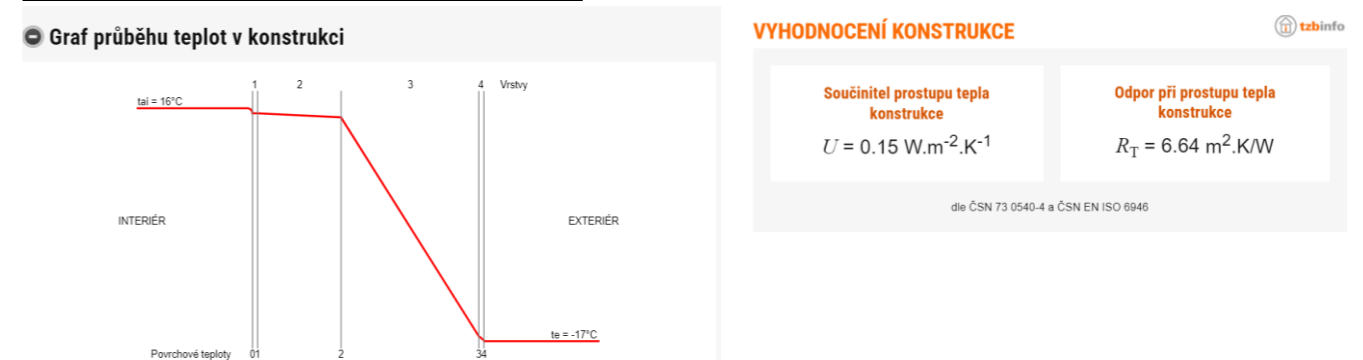 Graf průběhu teplot v konstrukci
1 2 3 4 Vrstvy
tai = 16°C
INTERIÉR EXTERIÉR
te = -17°C
Povrchové teploty 01 2 34
VYHODNOCENÍ KONSTRUKCE
tzbinfo
Součinitel prostupu tepla
konstrukce
U = 0.15 W.m-2.K-1
Odpor při prostupu tepla
konstrukce
RT = 6.64 m2.K/W
dle ČSN 73 0540-4 a ČSN EN ISO 6946